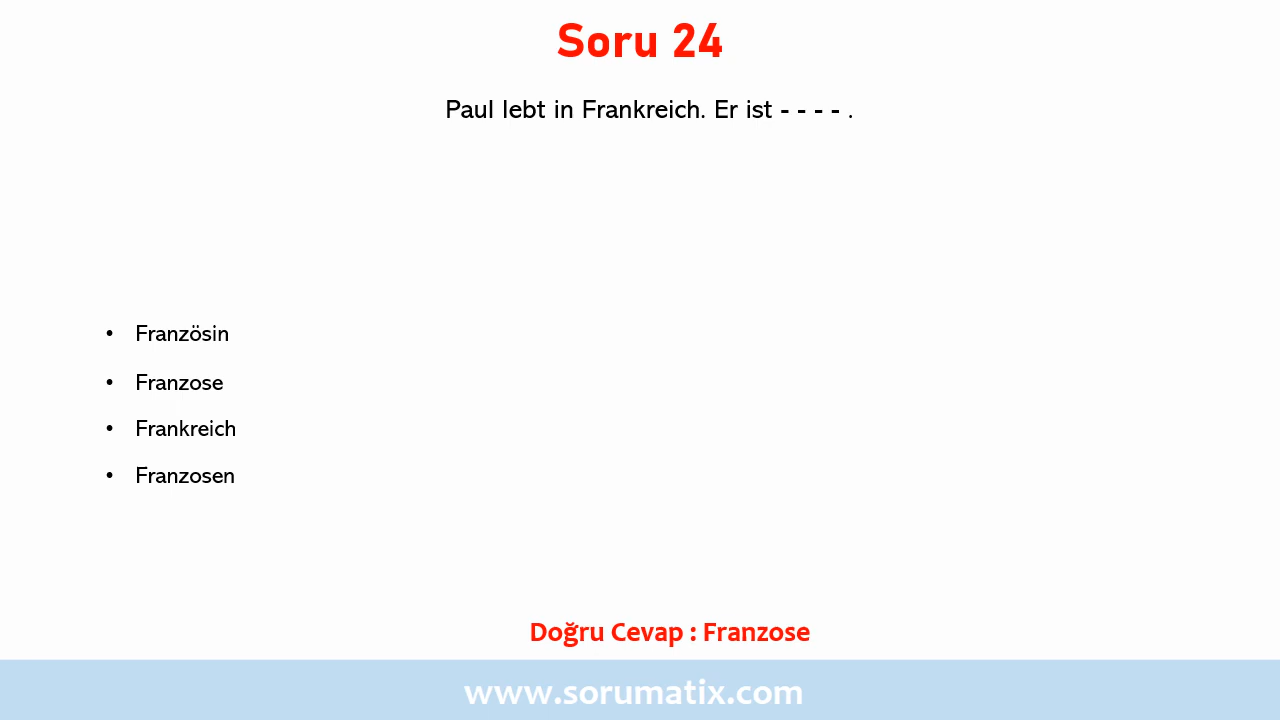 Soru 24
Paul lebt in Frankreich. Er ist - - - - .
• Französin
• Franzose
• Frankreich
• Franzosen
Doğru Cevap : Franzose
www.sorumatix.com